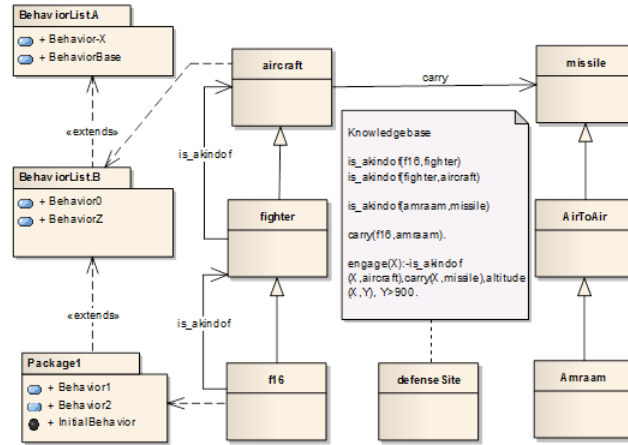 BehaviorList.A
+ Behavior-X
+ BehaviorBase
aircraft
missile
carry
«extends»
is_akindof
Knowledgebase
is_akindof(f16,fighter)
is_akindof(fighter,aircraft)
is_akindof(amraam,missile)
carry(f16,amraam).
engage(X):-is_akindof
(X,aircraft),carry(X,missile),altitude
(X,Y), Y>900.
BehaviorList.B
+ Behavior0
+ BehaviorZ
fighter
AirToAir
«extends»
is_akindof
Package1
+ Behavior1
+ Behavior2
+ InitialBehavior
f16
defenseSite
Amraam